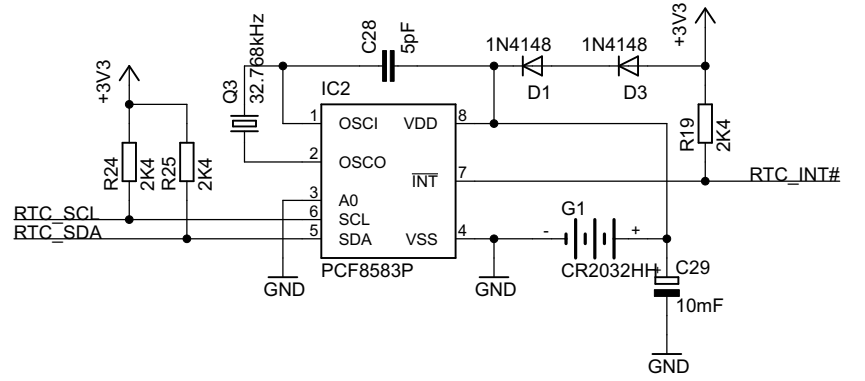 +3V3
R24
2K4
R25
2K4
RTC_SCL
RTC_SDA
Q3
32.768kHz
C28
5pF
IC2
1
OSCI
2
OSCO
3
A0
6
SCL
5
SDA
VDD
8
INT
7
VSS
4
PCF8583P
GND
GND
1N4148
D1
1N4148
D3
+3V3
R19
2K4
RTC_INT#
G1
-
+
CR2032HH
+
C29
10mF
GND